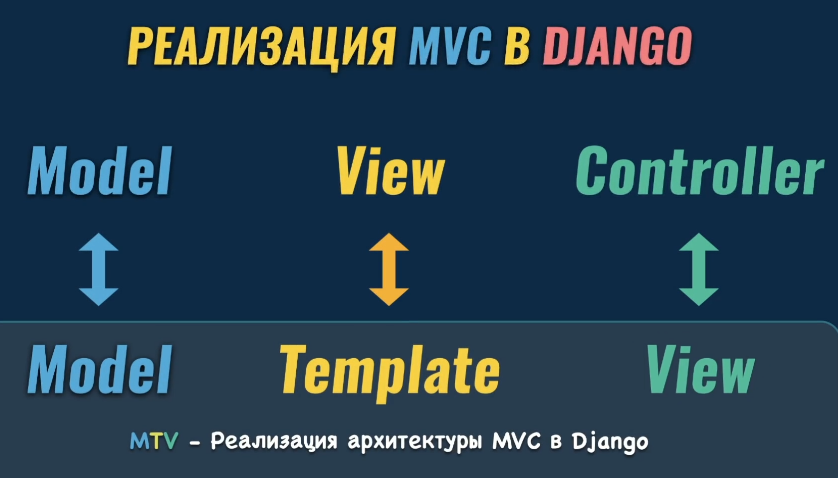 РЕАЛИЗАЦИЯ MVC В DJANGO
Model View Controller
Model Template View
MTV - Реализация архитектуры MVC в Django